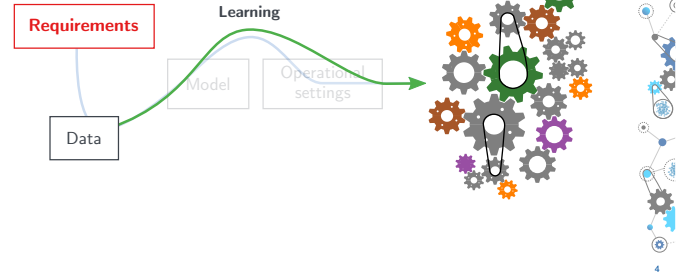 Learning
Requirements
Model
Operational
settings
Data
4